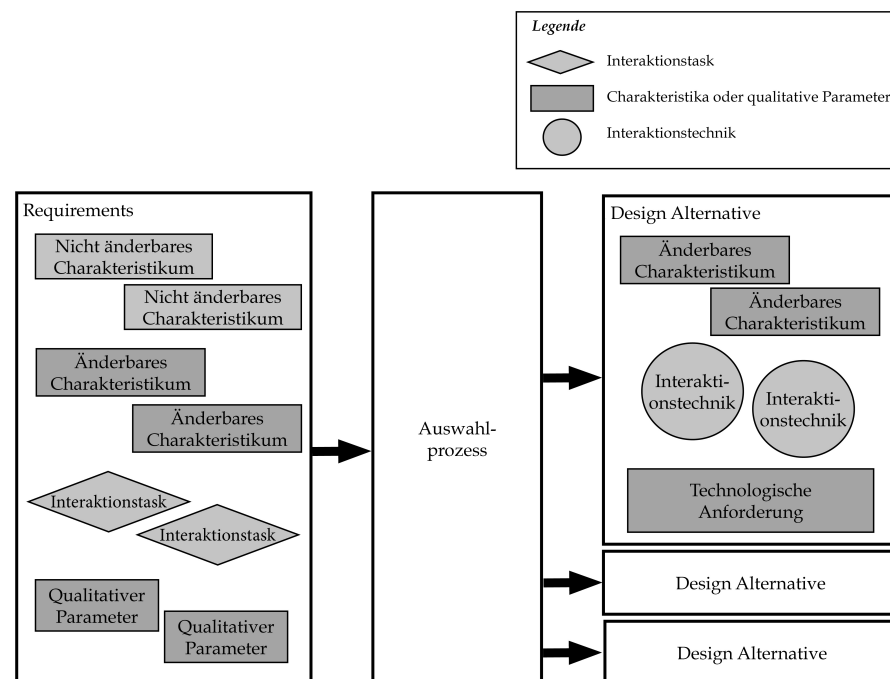 Legende
Interaktionstask
Charakteristika oder qualitative Parameter
Interaktionstechnik
Requirements
Nicht änderbares
Charakteristikum
Nicht änderbares
Charakteristikum
Änderbares
Charakteristikum
Änderbares
Charakteristikum
Interaktionstask
Interaktionstask
Qualitativer
Parameter
Qualitativer
Parameter
Auswahl-
prozess
Design Alternative
Änderbares
Charakteristikum
Änderbares
Charakteristikum
Interakti-
onstechnik
Interakti-
onstechnik
Technologische
Anforderung
Design Alternative
Design Alternative